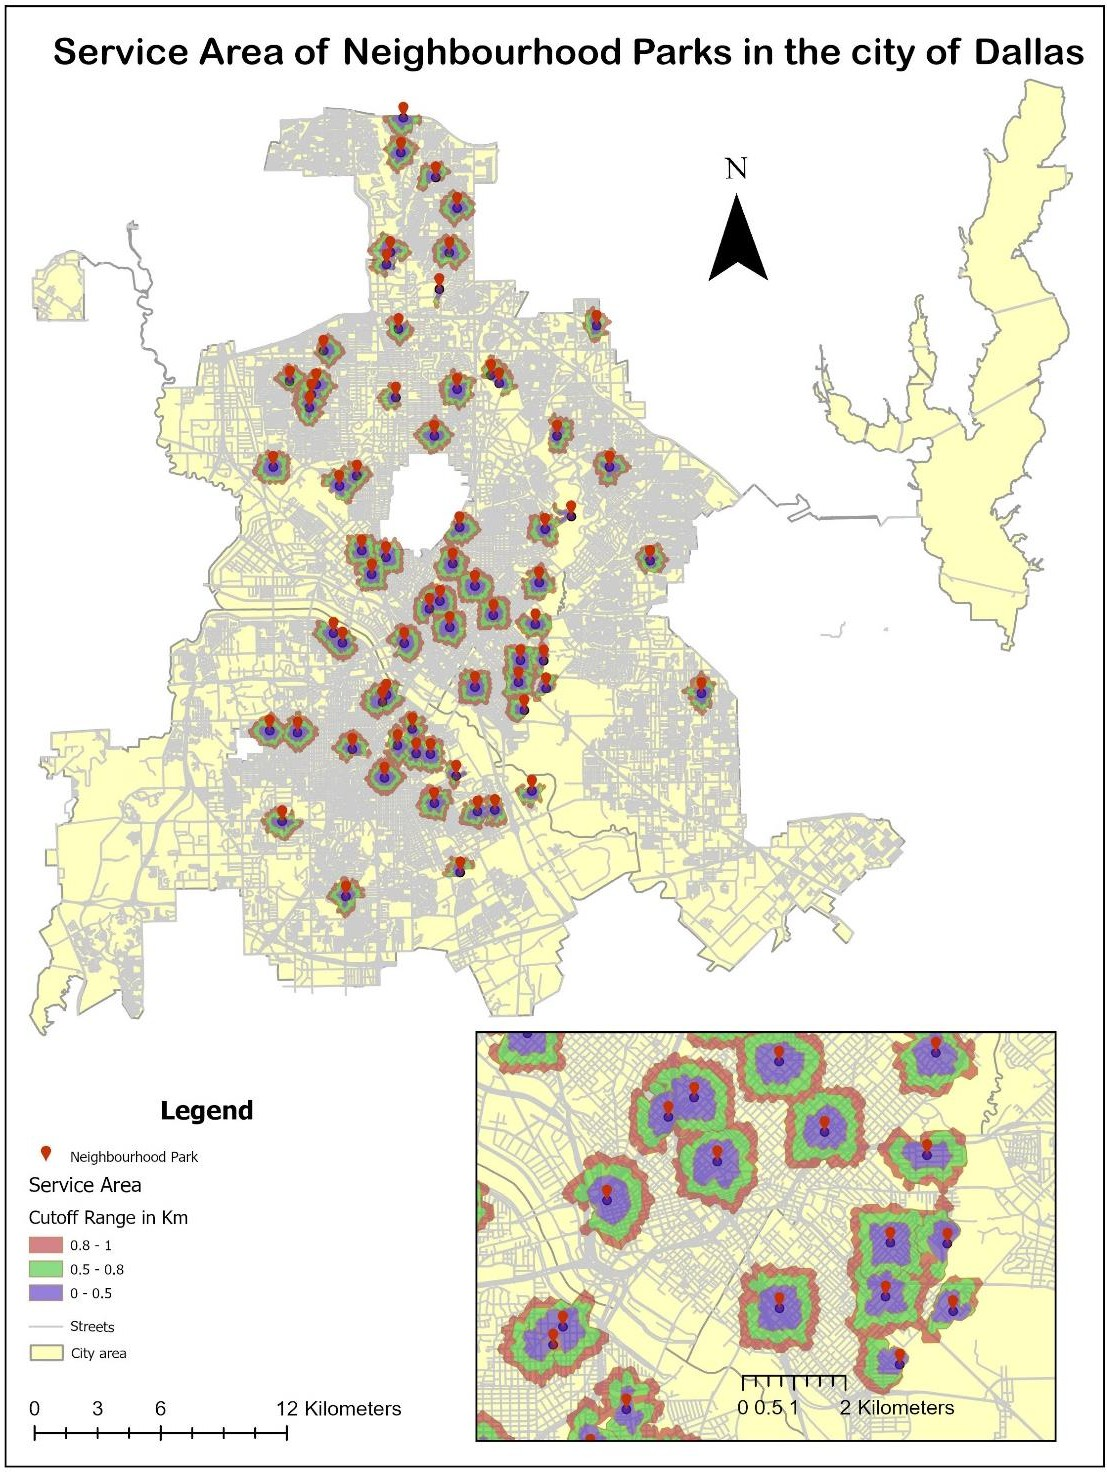 Service Area of Neighbourhood Parks in the city of Dallas
N
Legend
Neighbourhood Park
Service Area
Cutoff Range in Km
0.8 - 1
0.5 - 0.8
0 - 0.5
Streets
City area
0 3 6 12 Kilometers
0 0.5 1 2 Kilometers